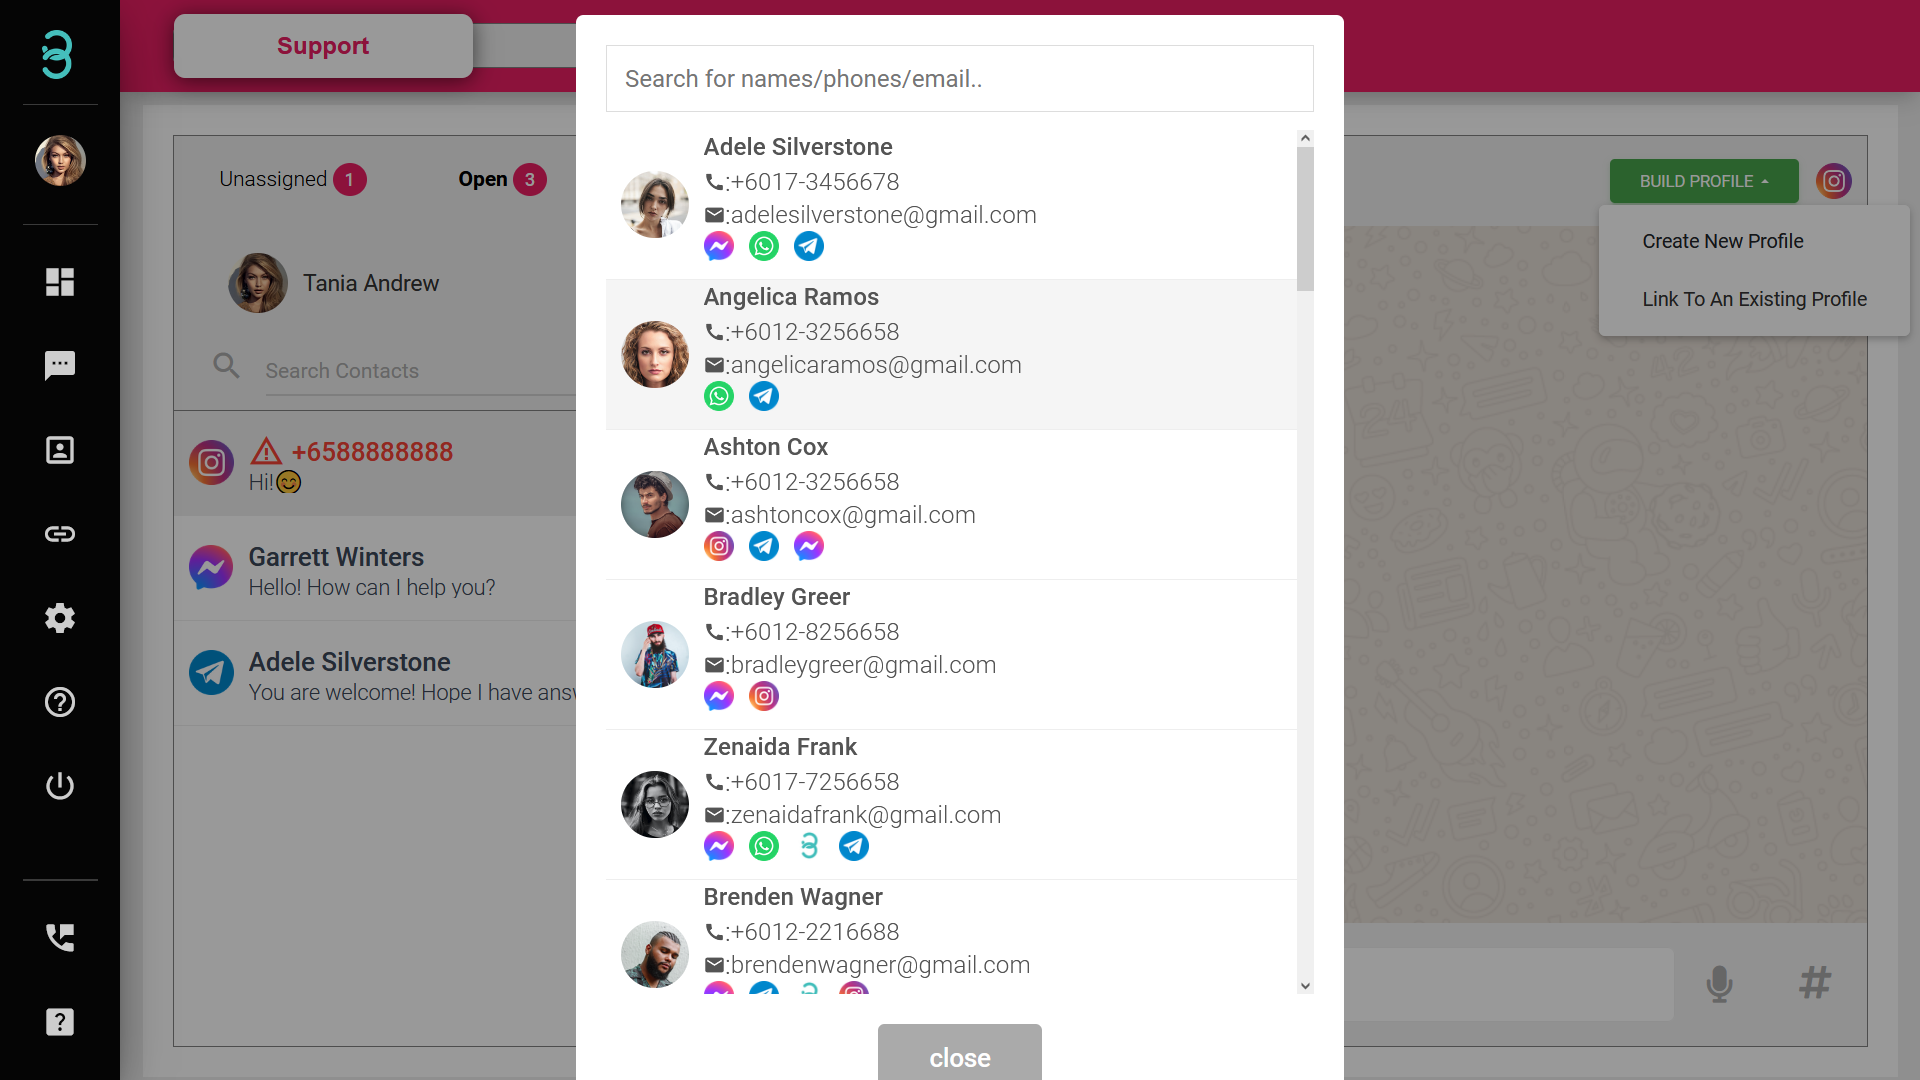 Support
Unassigned 1
Open 3
Tania Andrew
Search Contacts
+6588888888
Hi!😊
Garrett Winters
Hello! How can I help you?
Adele Silverstone
You are welcome! Hope I have
Search for names/phones/email..
Adele Silverstone
:+6017-3456678
:adelesilverstone@gmail.com
Angelica Ramos
:+6012-3256658
:angelicaramos@gmail.com
Ashton Cox
:+6012-3256658
:ashtoncox@gmail.com
Bradley Greer
:+6012-8256658
:bradleygreer@gmail.com
Zenaida Frank
:+6017-7256658
:zenaidafrank@gmail.com
Brenden Wagner
:+6012-2216688
:brendenwagner@gmail.com
close
BUILD PROFILE
Create New Profile
Link To An Existing Profile
#